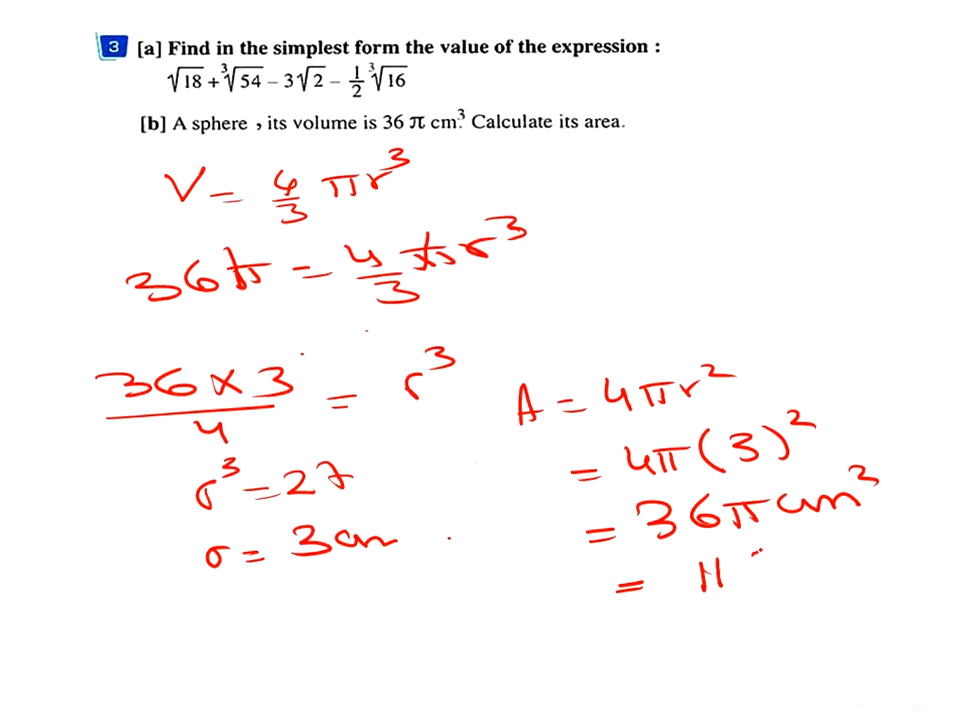 3 [a] Find in the simplest form the value of the expression :
√18 + ∛54 – 3√2 – 1/2 ∛16
[b] A sphere , its volume is 36 π cm³. Calculate its area.
V = 4/3 πr³
36π = 4/3 πr³
36×3/4 = r³
r³ = 27
r = 3cm
A = 4πr²
= 4π(3)²
= 36π cm²
= 11